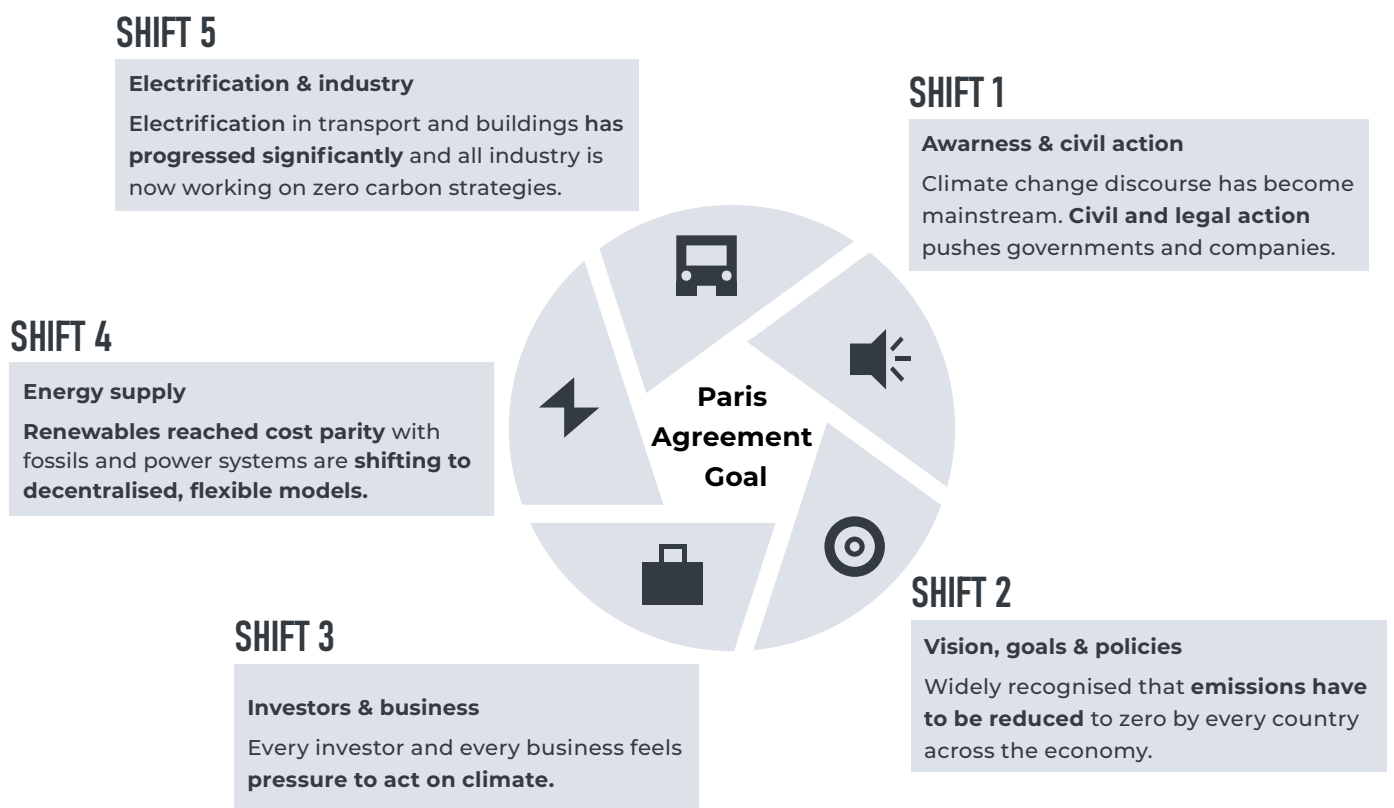 SHIFT 5
Electrification & industry
Electrification in transport and buildings has
progressed significantly and all industry is
now working on zero carbon strategies.
SHIFT 1
Awarness & civil action
Climate change discourse has become
mainstream. Civil and legal action
pushes governments and companies.
SHIFT 4
Energy supply
Renewables reached cost parity with
fossils and power systems are shifting to
decentralised, flexible models.
Paris
Agreement
Goal
SHIFT 3
Investors & business
Every investor and every business feels
pressure to act on climate.
SHIFT 2
Vision, goals & policies
Widely recognised that emissions have
to be reduced to zero by every country
across the economy.